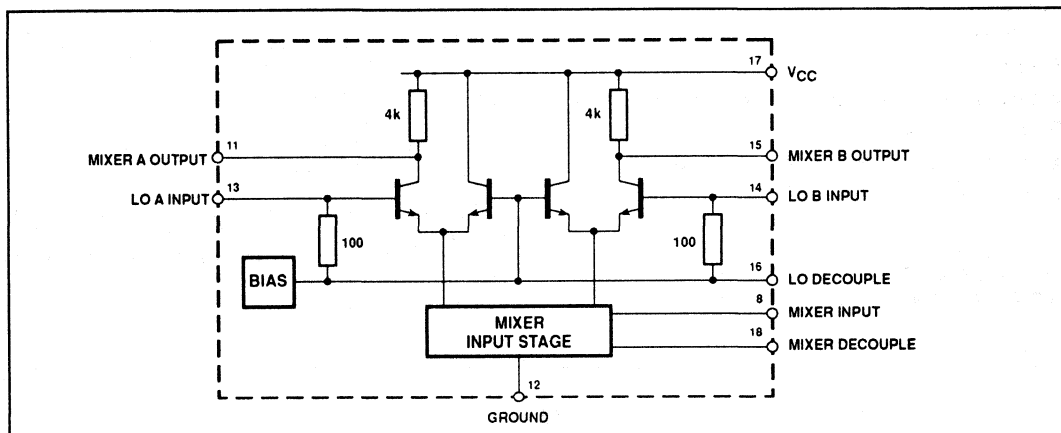 17
V_CC
4k
4k
11
MIXER A OUTPUT
15
MIXER B OUTPUT
13
LO A INPUT
14
LO B INPUT
100
100
BIAS
16
LO DECOUPLE
8
MIXER INPUT
MIXER
INPUT STAGE
18
MIXER DECOUPLE
12
GROUND